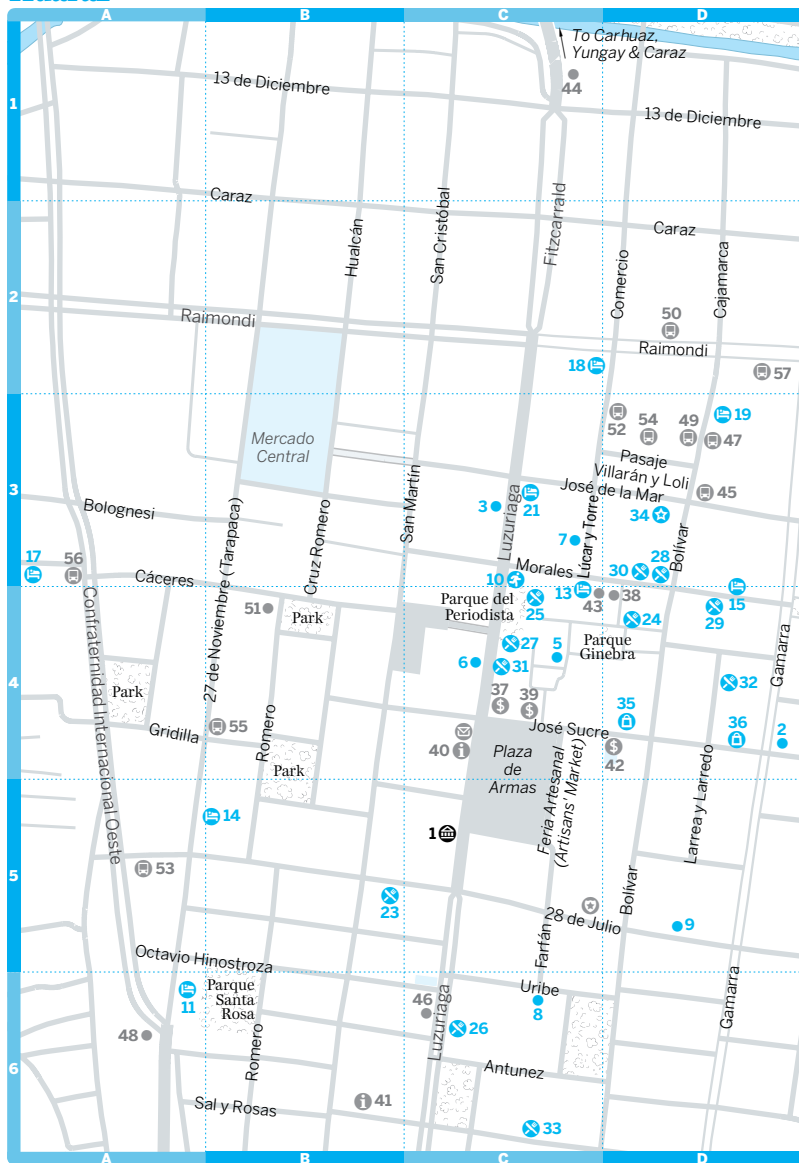 A
B
C
D
To Carhuaz,
Yungay & Caraz
44
1
13 de Diciembre
13 de Diciembre
Caraz
Caraz
Hualcán
San Cristóbal
Fitzcarrald
Comercio
Cajamarca
2
Raimondi
50
Raimondi
18
57
Mercado
Central
52
54
49
47
19
Pasaje
Villarán y Loli
José de la Mar
45
3
Bolognesi
27 de Noviembre (Tarapaca)
Cruz Romero
San Martín
Luzuriaga
3
21
7
Lúcar y Torre
34
Bolívar
17
56
Cáceres
10
Morales
30
28
51
Park
Parque del
Periodista
25
13
43
38
24
15
29
Gamarra
Confraternidad Internacional Oeste
Park
6
27
31
5
Parque
Ginebra
32
4
37
39
35
36
2
Gridilla
55
Romero
Park
40
Plaza
de
Armas
José Sucre
42
Feria Artesanal
(Artisans' Market)
Larrea y Larredo
14
1
5
53
23
28 de Julio
Farfán
Bolívar
9
Octavio Hinostroza
11
Parque
Santa
Rosa
46
Luzuriaga
26
Uribe
8
Gamarra
48
Romero
6
Antunez
Sal y Rosas
41
33
A
B
C
D